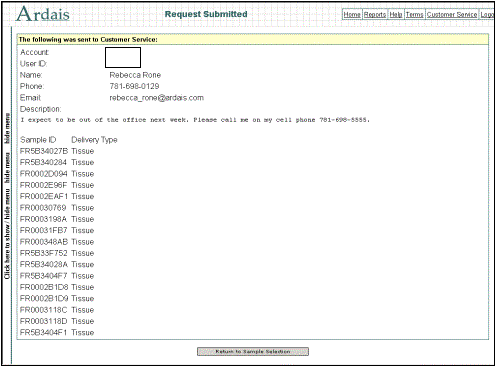 Ardais
Request Submitted
Home Reports Help Terms Customer Service Logo
The following was sent to Customer Service:
Account:
User ID:
Name: Rebecca Rone
Phone: 781-698-0129
Email: rebecca_rone@ardais.com
Description:
I expect to be out of the office next week. Please call me on my cell phone 781-698-5555.
Sample ID Delivery Type
FR5B34027B Tissue
FR5B340284 Tissue
FR0002D094 Tissue
FR0002E96F Tissue
FR0002EAF1 Tissue
FR00030769 Tissue
FR0003198A Tissue
FR00031FB7 Tissue
FR000348AB Tissue
FR5B33F752 Tissue
FR5B34028A Tissue
FR5B3404F7 Tissue
FR0002B1D8 Tissue
FR0002B1D9 Tissue
FR0003118C Tissue
FR0003118D Tissue
FR5B3404F1 Tissue
Return to Sample Selection
Click here to show / hide menu hide menu hide menu